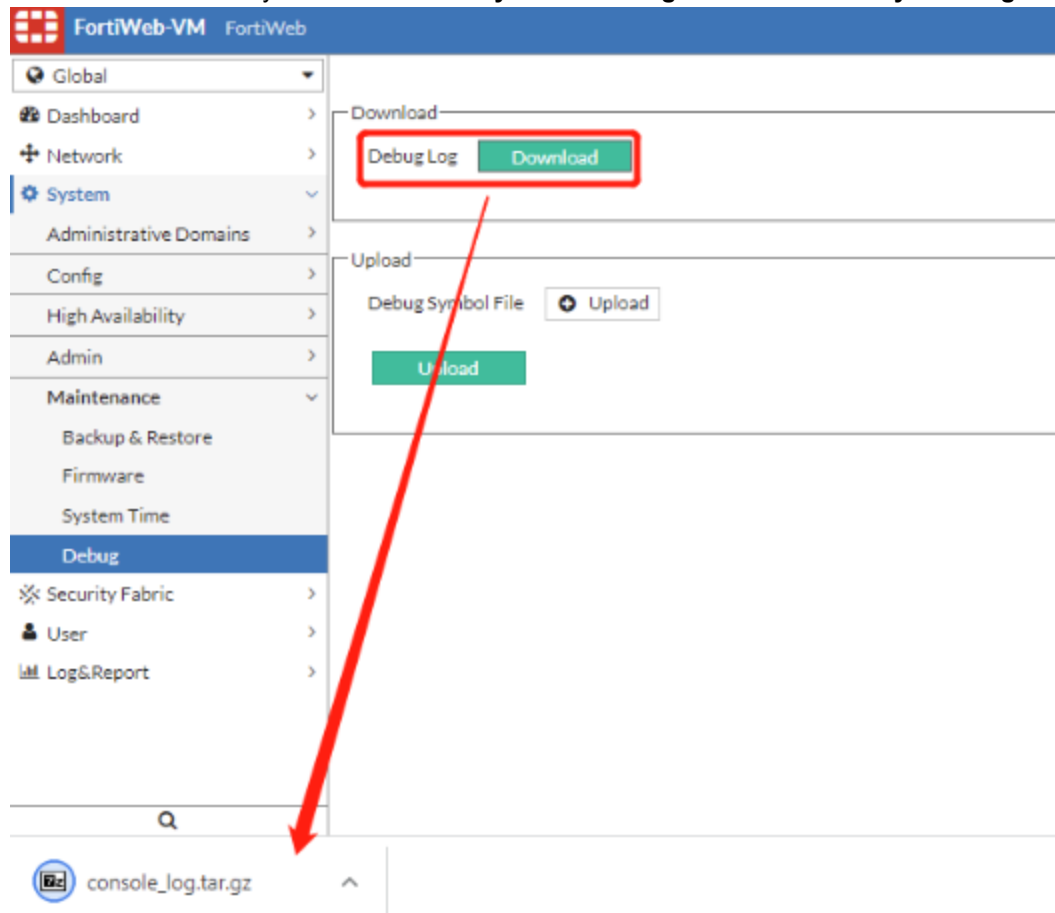 FortiWeb-VM FortiWeb
Global
Dashboard
Network
System
Administrative Domains
Config
High Availability
Admin
Maintenance
Backup & Restore
Firmware
System Time
Debug
Security Fabric
User
Log&Report
Download
Debug Log Download
Upload
Debug Symbol File Upload
Upload
console_log.tar.gz